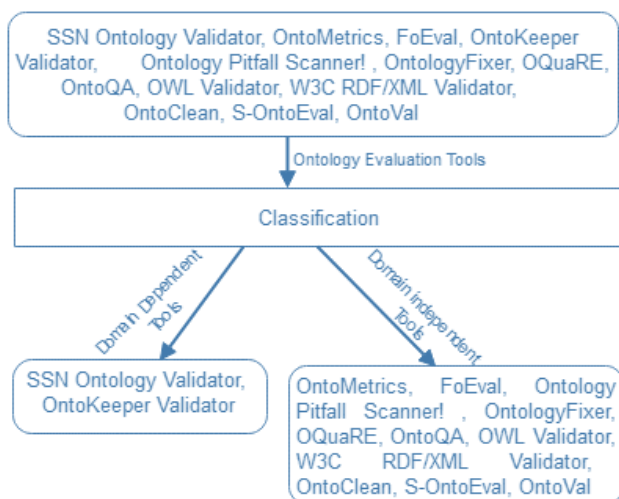 SSN Ontology Validator, OntoMetrics, FoEval, OntoKeeper
Validator, Ontology Pitfall Scanner! , OntologyFixer, OQuaRE,
OntoQA, OWL Validator, W3C RDF/XML Validator,
OntoClean, S-OntoEval, OntoVal
Ontology Evaluation Tools
Classification
Domain Dependent
Tools
Domain independent
Tools
SSN Ontology Validator,
OntoKeeper Validator
OntoMetrics, FoEval, Ontology
Pitfall Scanner! , OntologyFixer,
OQuaRE, OntoQA, OWL Validator,
W3C RDF/XML Validator,
OntoClean, S-OntoEval, OntoVal